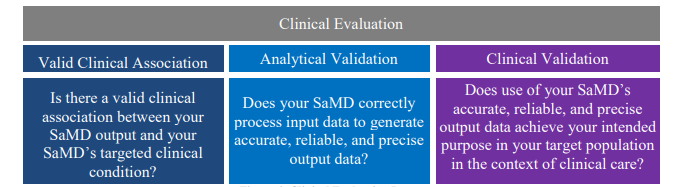 Clinical Evaluation
Valid Clinical Association
Analytical Validation
Clinical Validation
Is there a valid clinical
association between your
SaMD output and your
SaMD's targeted clinical
condition?
Does your SaMD correctly
process input data to generate
accurate, reliable, and precise
output data?
Does use of your SaMD's
accurate, reliable, and precise
output data achieve your intended
purpose in your target population
in the context of clinical care?